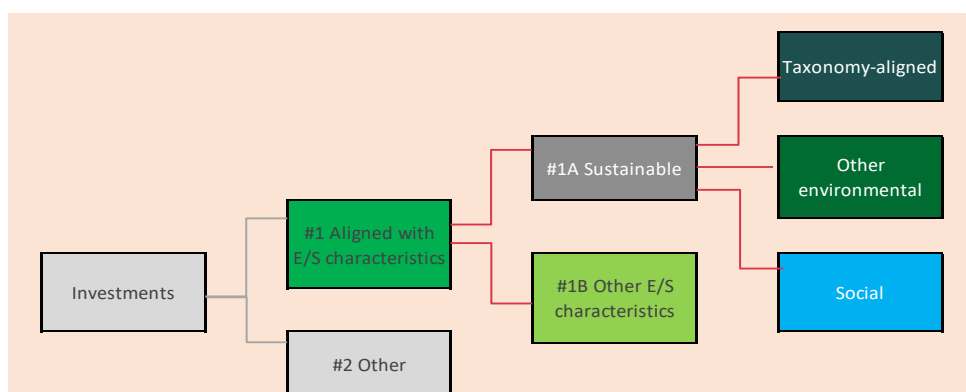 Investments
#1 Aligned with
E/S characteristics
#2 Other
#1A Sustainable
#1B Other E/S
characteristics
Taxonomy-aligned
Other
environmental
Social